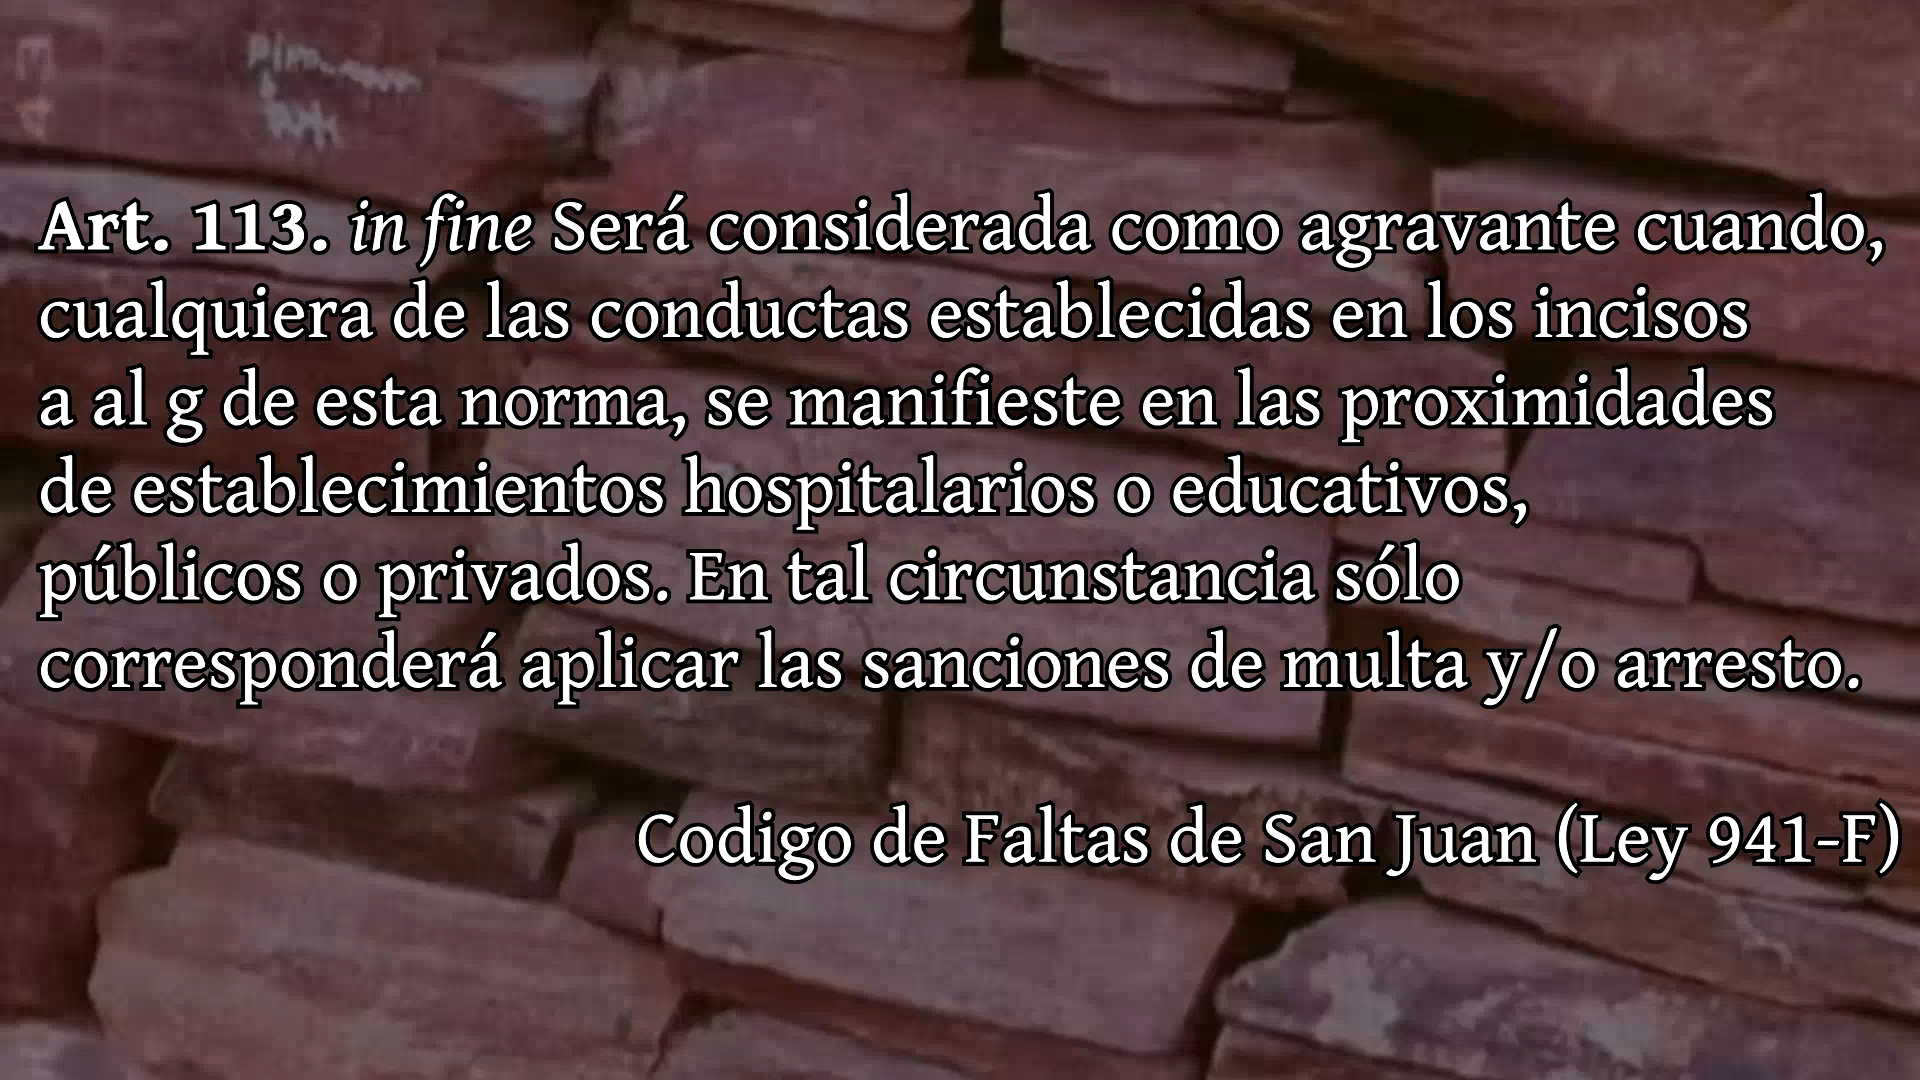 Art. 113. in fine Será considerada como agravante cuando,
cualquiera de las conductas establecidas en los incisos
a al g de esta norma, se manifieste en las proximidades
de establecimientos hospitalarios o educativos,
públicos o privados. En tal circunstancia sólo
corresponderá aplicar las sanciones de multa y/o arresto.
Codigo de Faltas de San Juan (Ley 941-F)